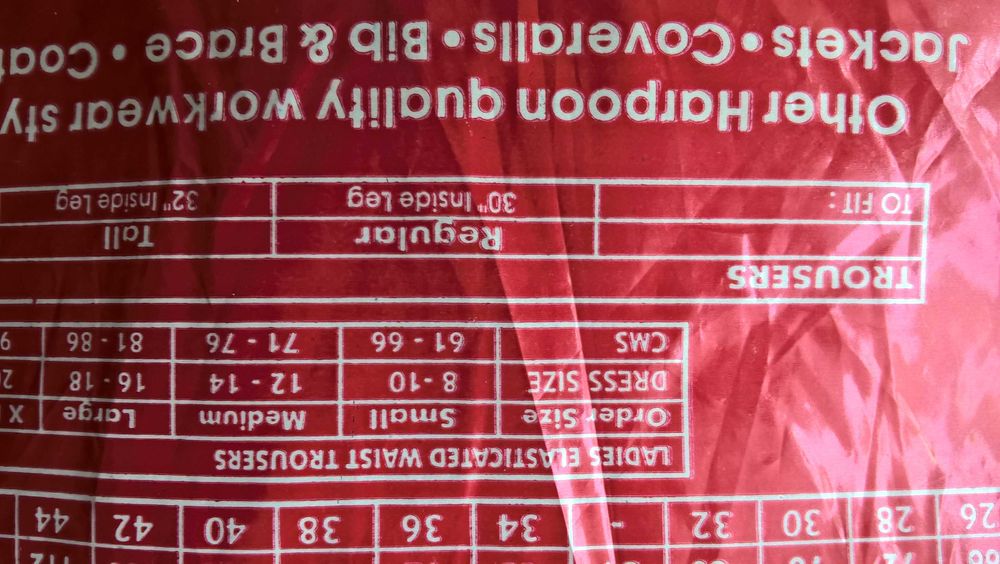 26 28 30 32 - 34 36 38 40 42 44
LADIES ELASTICATED WAIST TROUSERS
Order Size Small Medium Large X
DRESS SIZE 8 - 10 12 - 14 16 - 18
CMS 61 - 66 71 - 76 81 - 86
TROUSERS
Regular Tall
TO FIT: 30" Inside Leg 32" Inside Leg
Other Harpoon quality workwear sty
Jackets • Coveralls • Bib & Brace • Coat